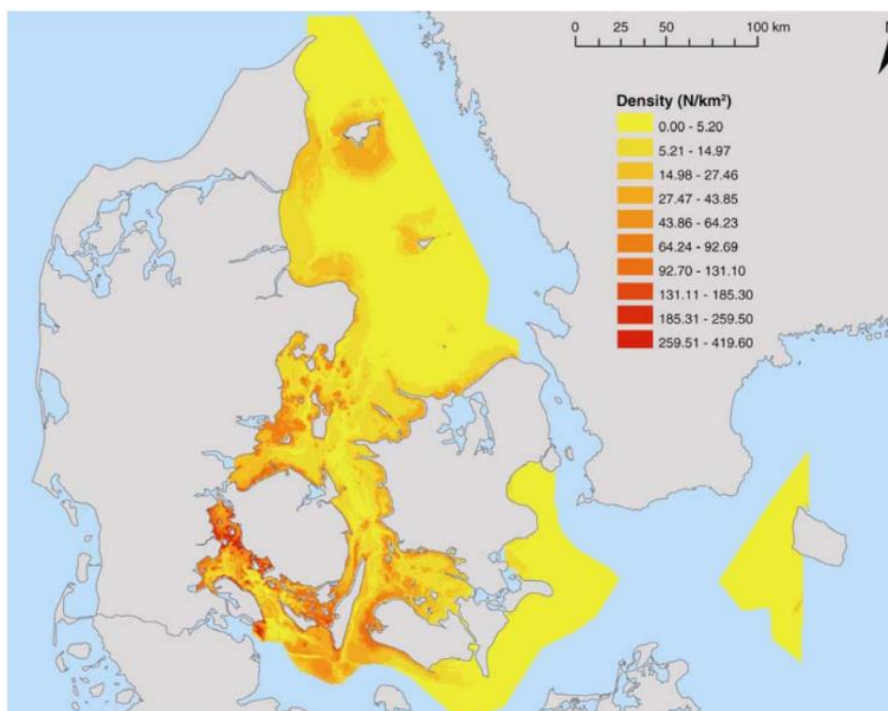 0 25 50 100 km
N
Density (N/km²)
0.00 - 5.20
5.21 - 14.97
14.98 - 27.46
27.47 - 43.85
43.86 - 64.23
64.24 - 92.69
92.70 - 131.10
131.11 - 185.30
185.31 - 259.50
259.51 - 419.60